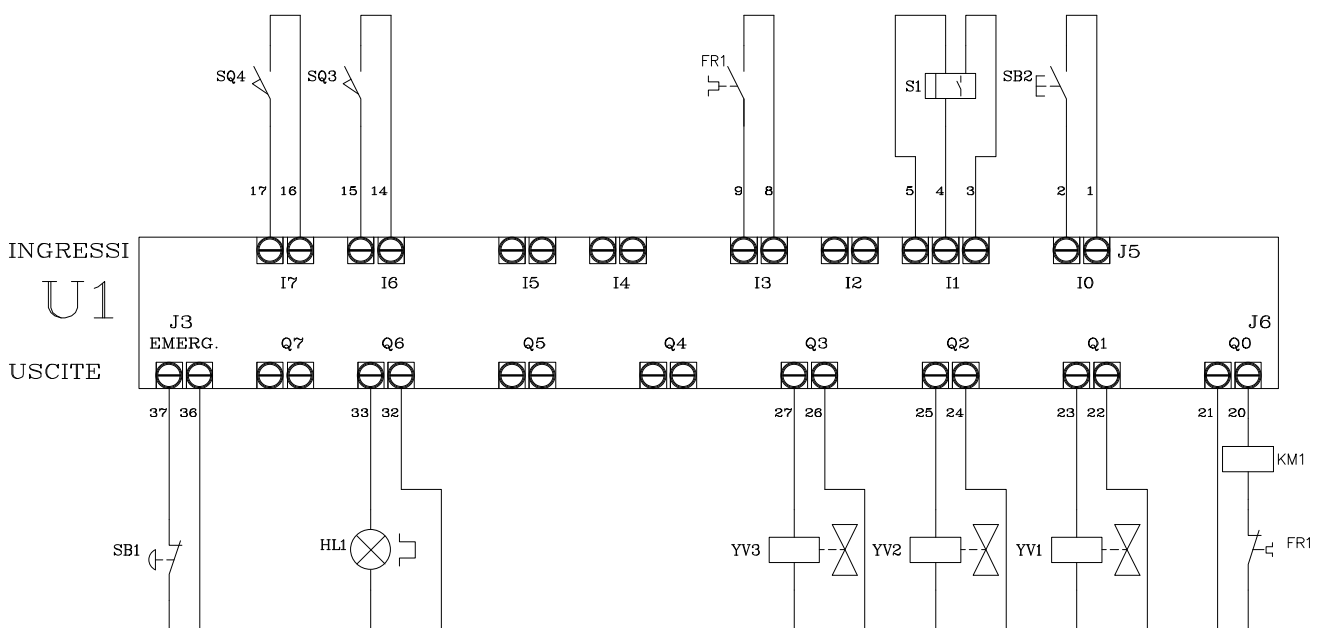 SQ4 SQ3 FR1 S1 SB2
17 16 15 14 9 8 5 4 3 2 1
INGRESSI J5
I7 I6 I5 I4 I3 I2 I1 I0
U1
J3 J6
EMERG. Q7 Q6 Q5 Q4 Q3 Q2 Q1 Q0
USCITE
37 36 33 32 27 26 25 24 23 22 21 20
KM1
SB1 HL1 YV3 YV2 YV1 FR1